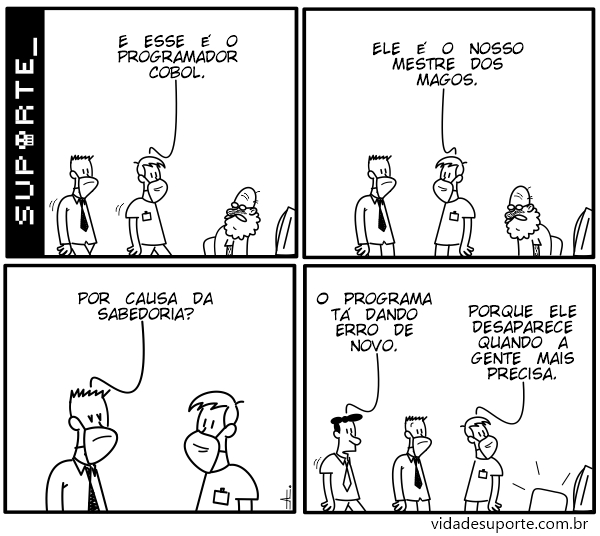 SUPORTE_
E ESSE É O
PROGRAMADOR
COBOL.
ELE É O NOSSO
MESTRE DOS
MAGOS.
POR CAUSA DA
SABEDORIA?
O PROGRAMA
TÁ DANDO
ERRO DE
NOVO.
PORQUE ELE
DESAPARECE
QUANDO A
GENTE MAIS
PRECISA.
vidadesuporte.com.br